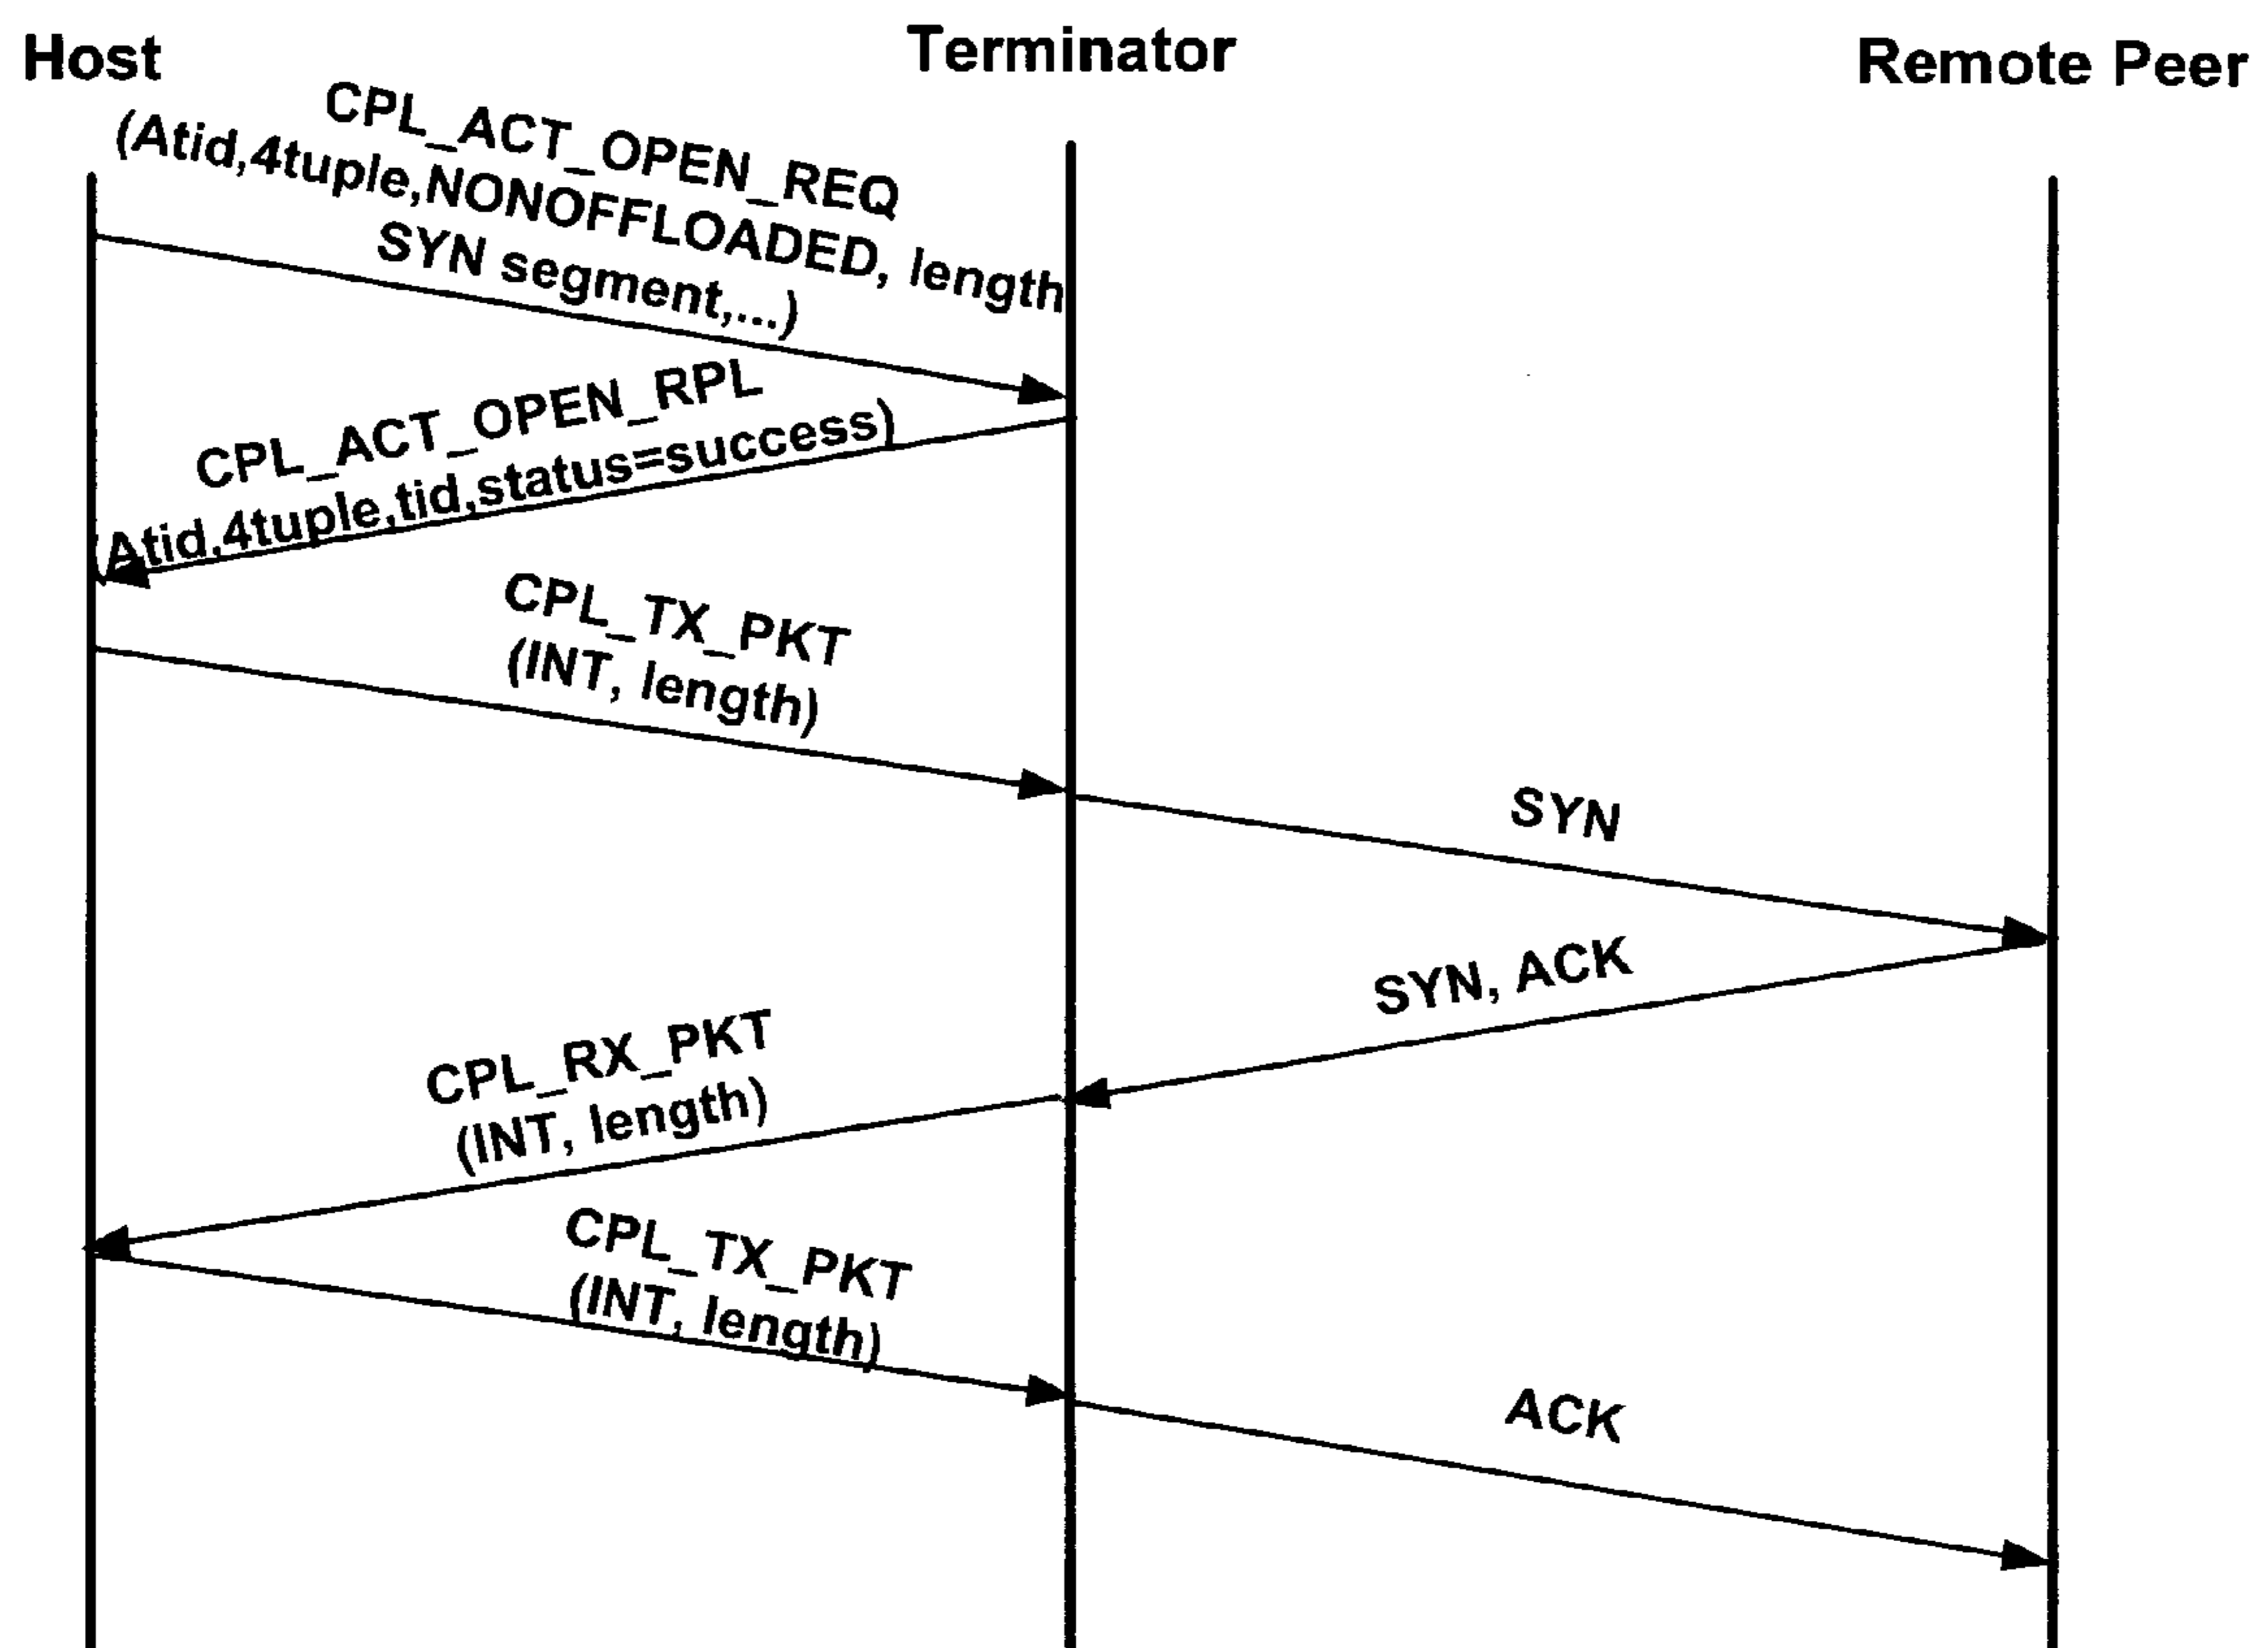 Host
Terminator
Remote Peer
CPL_ACT_OPEN_REQ
(Atid,4tuple,NONOFFLOADED, length
SYN segment,...)
CPL_ACT_OPEN_RPL
(Atid,4tuple,tid,status=success)
CPL_TX_PKT
(INT, length)
SYN
SYN, ACK
CPL_RX_PKT
(INT, length)
CPL_TX_PKT
(INT, length)
ACK